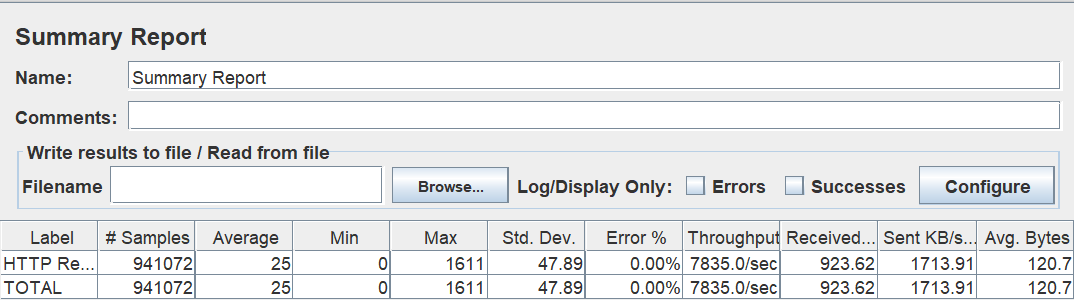 Summary Report
Name: Summary Report
Comments:
Write results to file / Read from file
Filename Browse... Log/Display Only: Errors Successes Configure
Label # Samples Average Min Max Std. Dev. Error % Throughput Received... Sent KB/s... Avg. Bytes
HTTP Re... 941072 25 0 1611 47.89 0.00% 7835.0/sec 923.62 1713.91 120.7
TOTAL 941072 25 0 1611 47.89 0.00% 7835.0/sec 923.62 1713.91 120.7